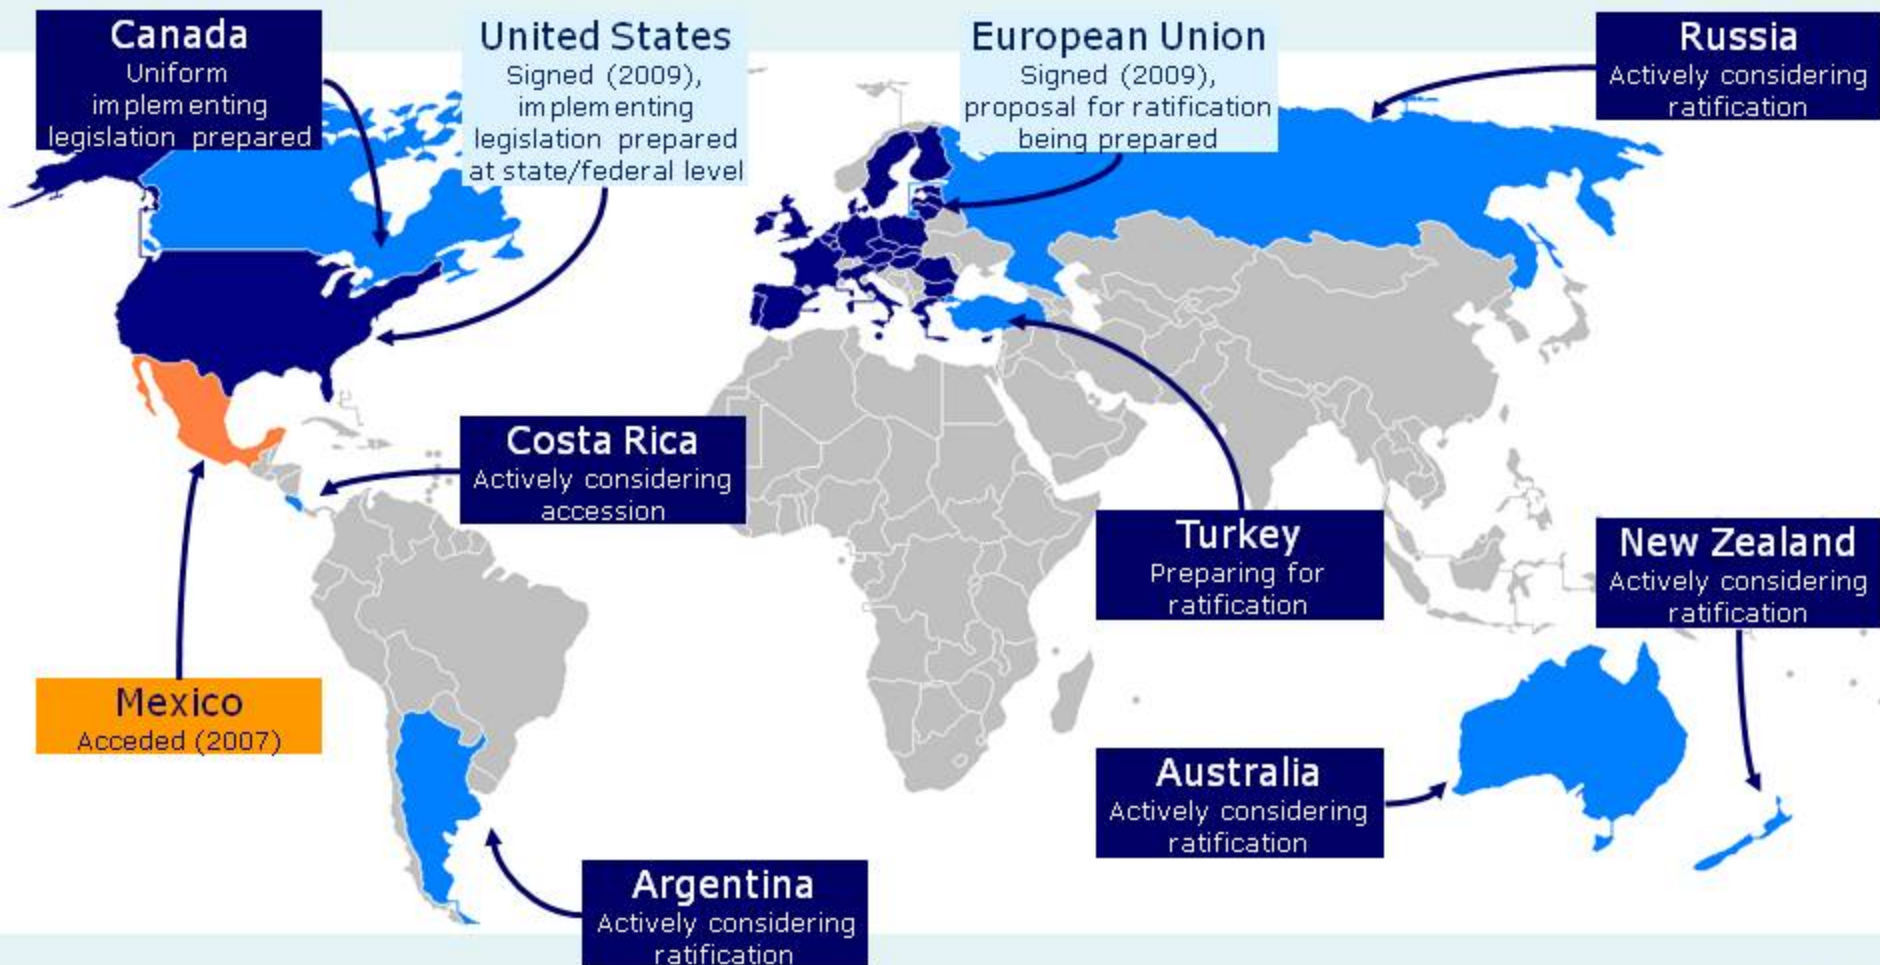 Canada
Uniform
implementing
legislation prepared
United States
Signed (2009),
implementing
legislation prepared
at state/federal level
European Union
Signed (2009),
proposal for ratification
being prepared
Russia
Actively considering
ratification
Costa Rica
Actively considering
accession
Turkey
Preparing for
ratification
New Zealand
Actively considering
ratification
Mexico
Acceded (2007)
Australia
Actively considering
ratification
Argentina
Actively considering
ratification